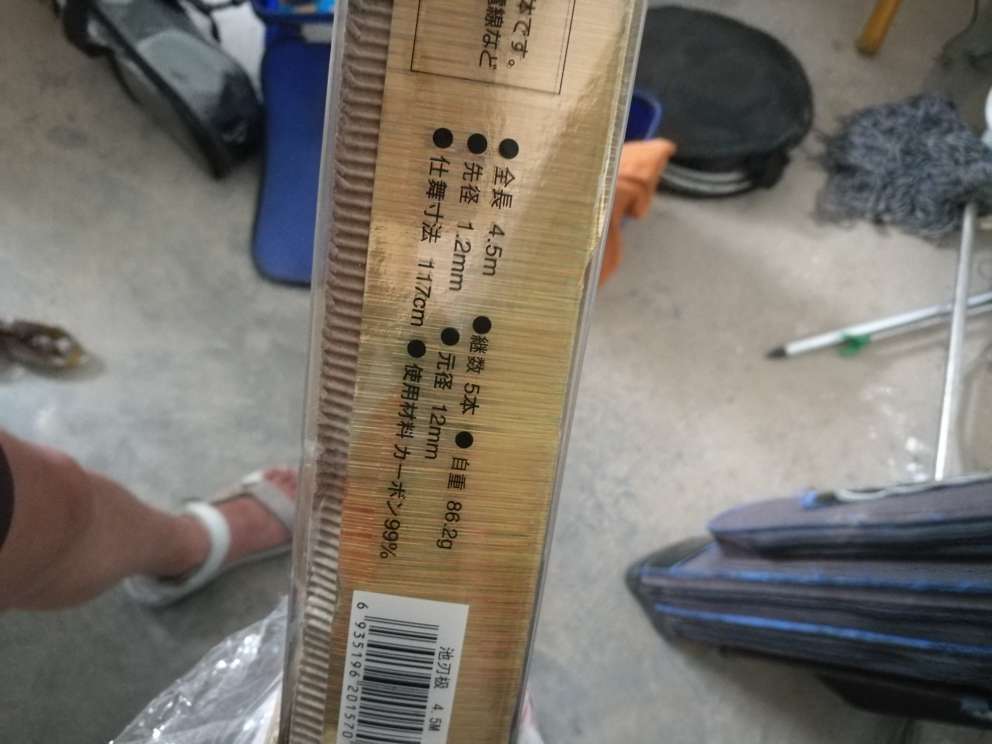 本です。
電線など
●全長 4.5m ●継数 5本 ●自重 86.2g
●先径 1.2mm ●元径 12mm
●仕舞寸法 117cm ●使用材料 カーボン99%
池刃极 4.5M
6 935196 201570